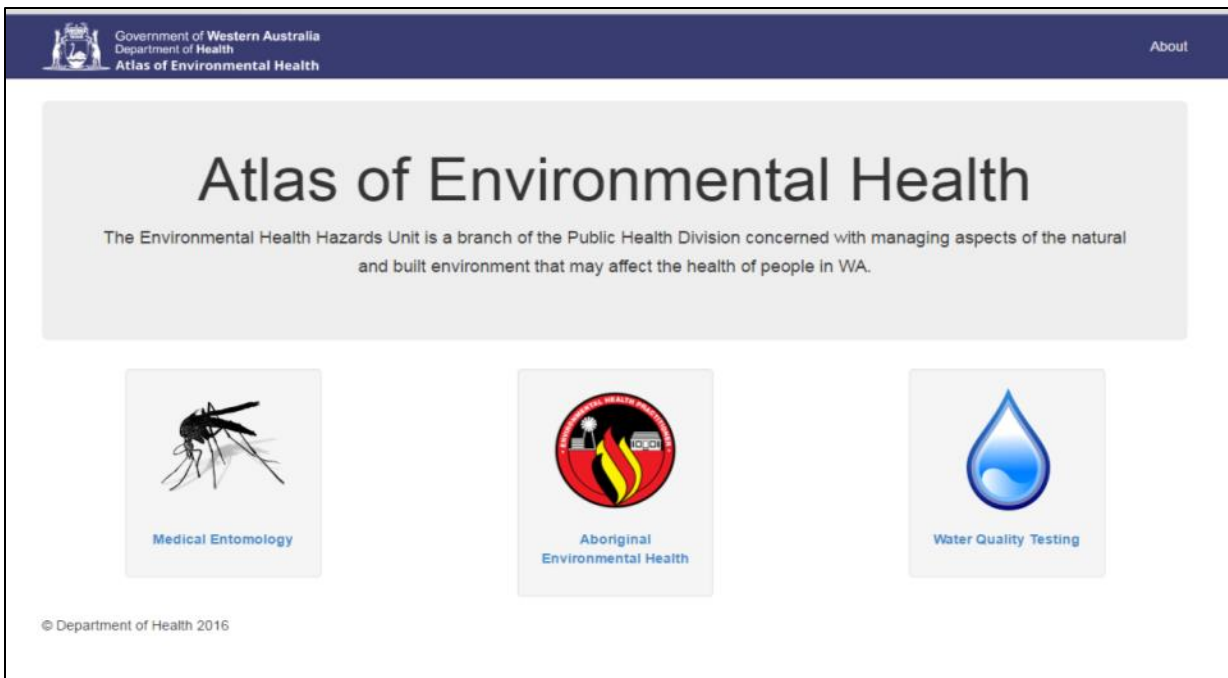 Government of Western Australia
Department of Health
Atlas of Environmental Health
About
Atlas of Environmental Health
The Environmental Health Hazards Unit is a branch of the Public Health Division concerned with managing aspects of the natural
and built environment that may affect the health of people in WA.
ENVIRONMENTAL HEALTH PRACTITIONER
Medical Entomology
Aboriginal
Environmental Health
Water Quality Testing
© Department of Health 2016